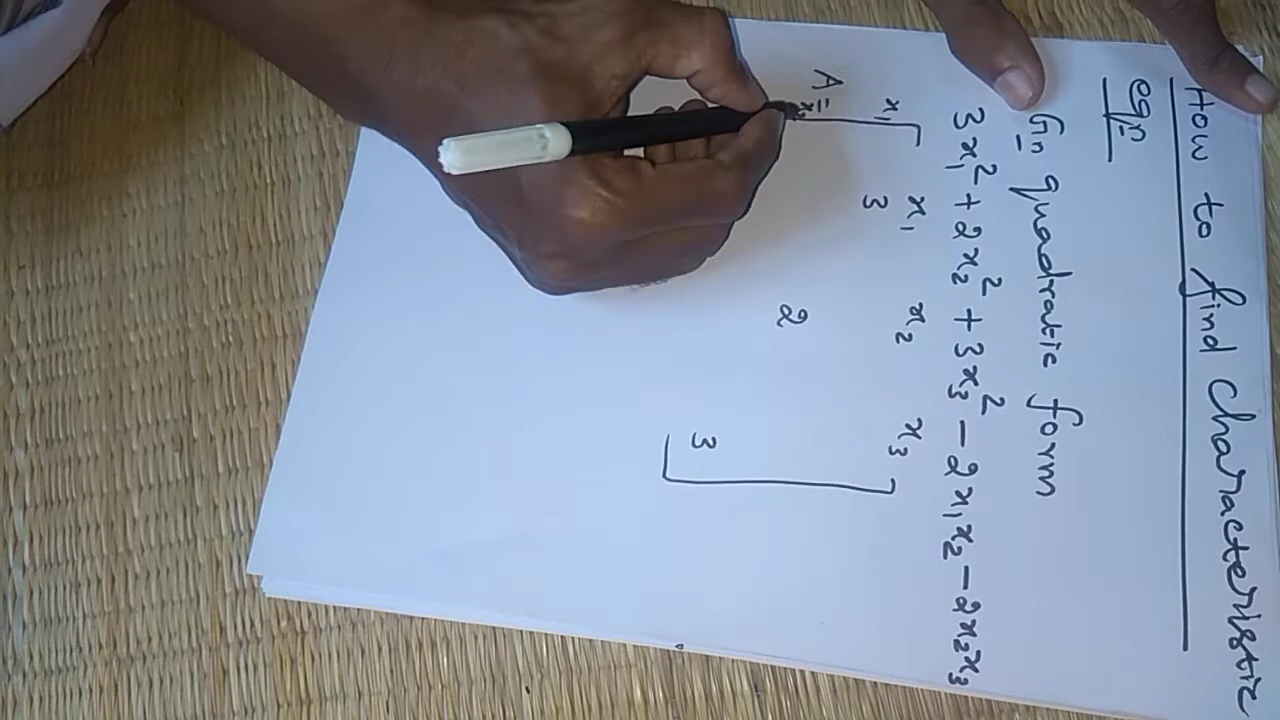 How to find characteristic
eqn
Gn quadratic form
3x₁² + 2x₂² + 3x₃² - 2x₁x₂ - 2x₂x₃
x₁ x₂ x₃
A = x₁ 3
2
3